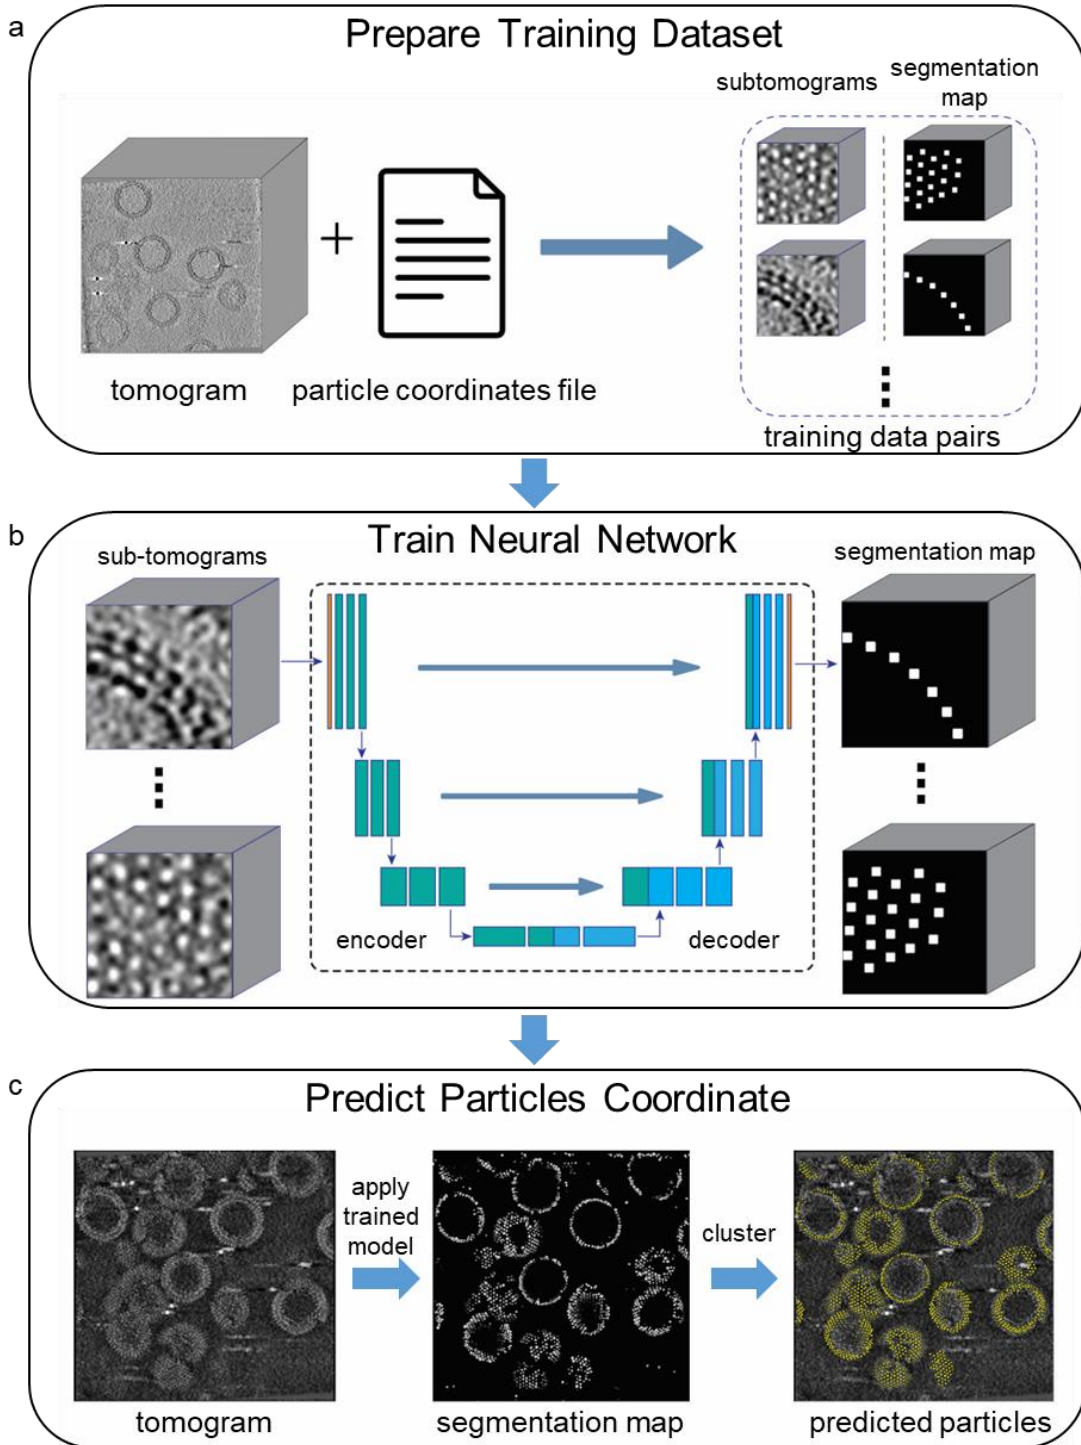 a
Prepare Training Dataset
subtomograms
segmentation
map
+
tomogram
particle coordinates file
training data pairs
b
Train Neural Network
sub-tomograms
segmentation map
encoder
decoder
c
Predict Particles Coordinate
apply
trained
model
cluster
tomogram
segmentation map
predicted particles